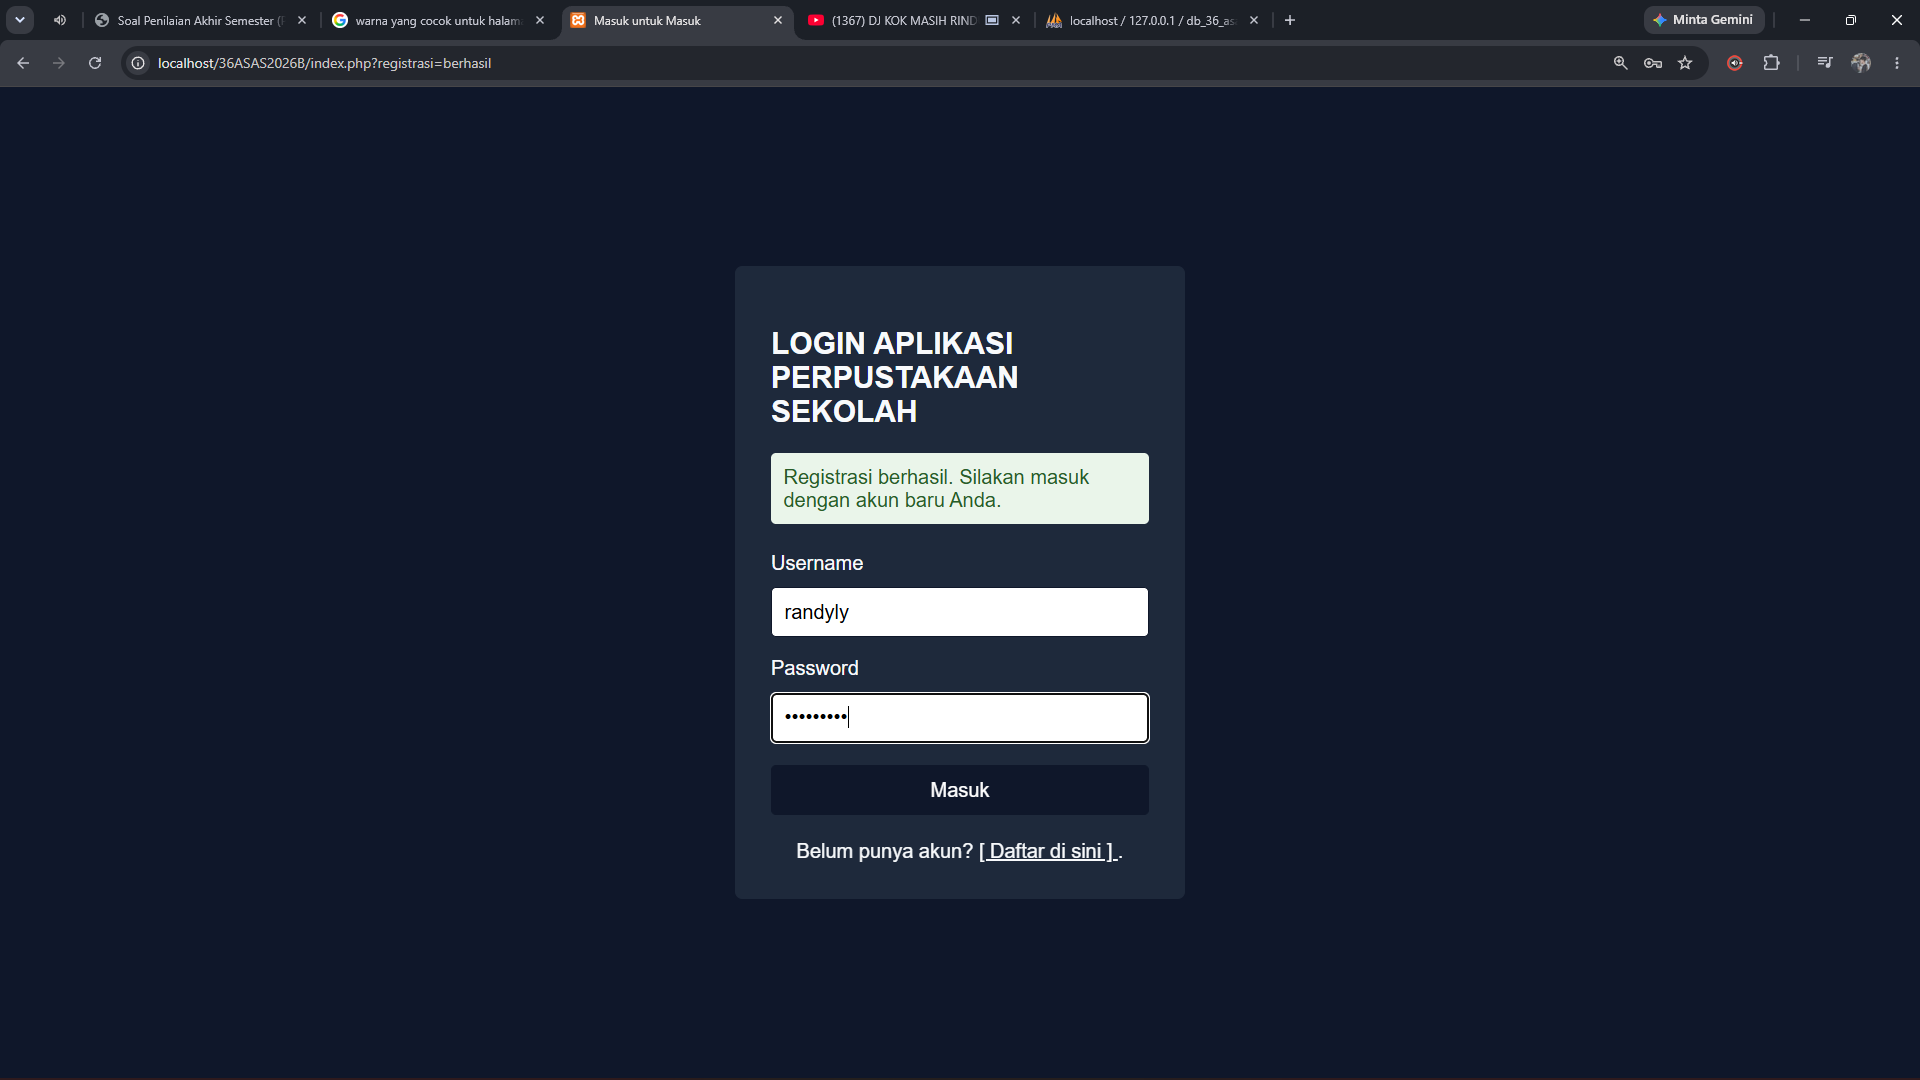 Soal Penilaian Akhir Semester (
warna yang cocok untuk halam
Masuk untuk Masuk
(1367) DJ KOK MASIH RIND
localhost / 127.0.0.1 / db_36_as
Minta Gemini
localhost/36ASAS2026B/index.php?registrasi=berhasil
LOGIN APLIKASI
PERPUSTAKAAN
SEKOLAH
Registrasi berhasil. Silakan masuk
dengan akun baru Anda.
Username
randyly
Password
•••••••••
Masuk
Belum punya akun? [ Daftar di sini ] .